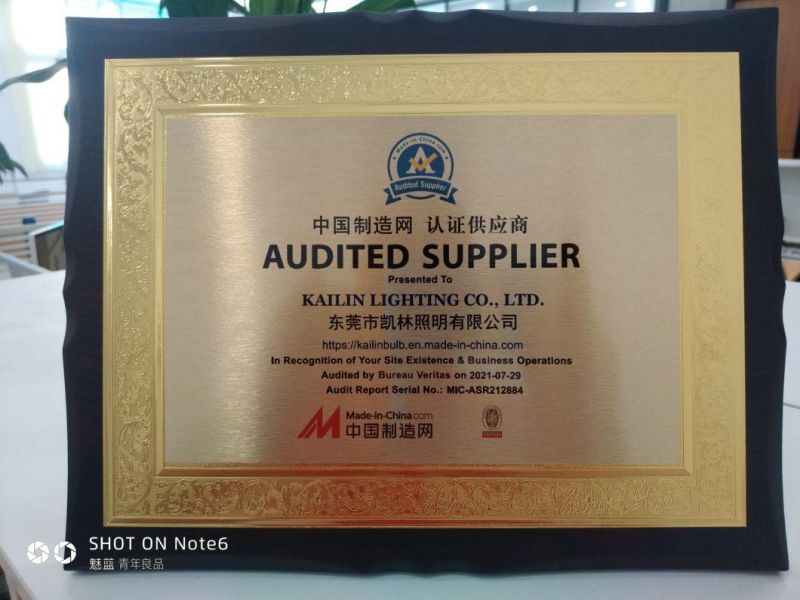 Made-in-China.com
Audited Supplier
中国制造网 认证供应商
AUDITED SUPPLIER
Presented To
KAILIN LIGHTING CO., LTD.
东莞市凯林照明有限公司
https://kailinbulb.en.made-in-china.com
In Recognition of Your Site Existence & Business Operations
Audited by Bureau Veritas on 2021-07-29
Audit Report Serial No.: MIC-ASR212884
Made-in-China.com
中国制造网
SHOT ON Note6
魅蓝 青年良品